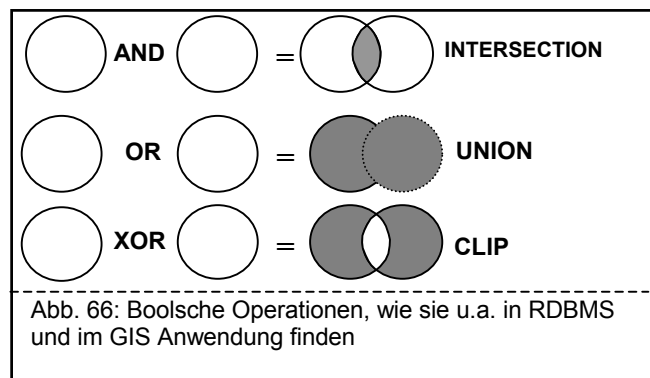 AND = INTERSECTION
OR = UNION
XOR = CLIP
Abb. 66: Boolsche Operationen, wie sie u.a. in RDBMS
und im GIS Anwendung finden